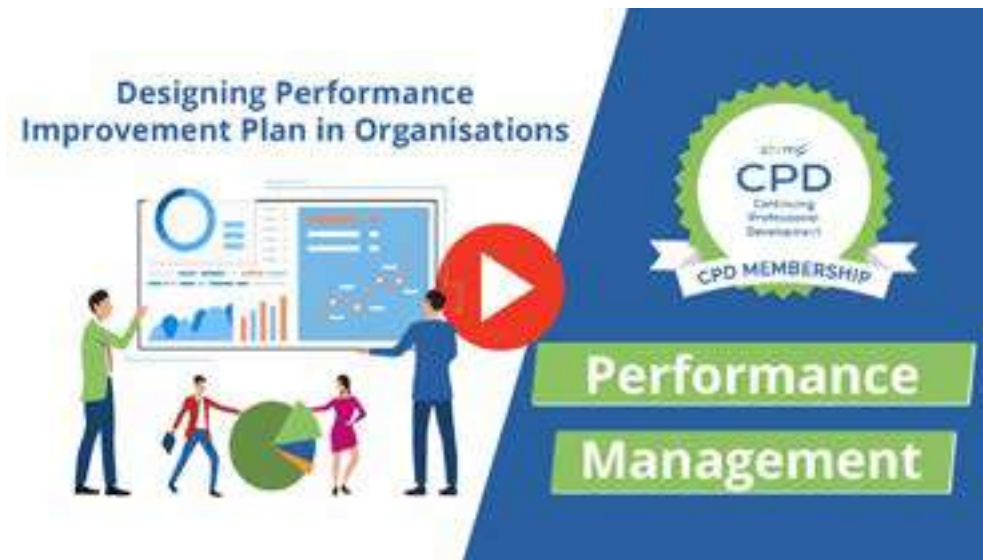 Designing Performance
Improvement Plan in Organisations
CPD
Continuing
Professional
Development
CPD MEMBERSHIP
Performance
Management